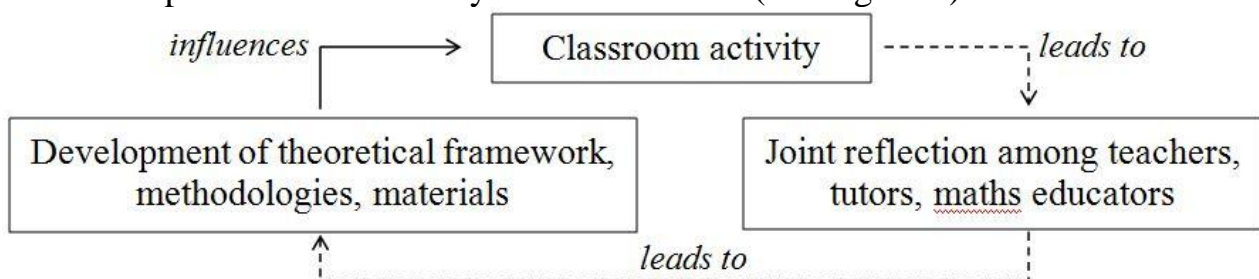 influences
Classroom activity
leads to
Development of theoretical framework,
methodologies, materials
Joint reflection among teachers,
tutors, maths educators
leads to